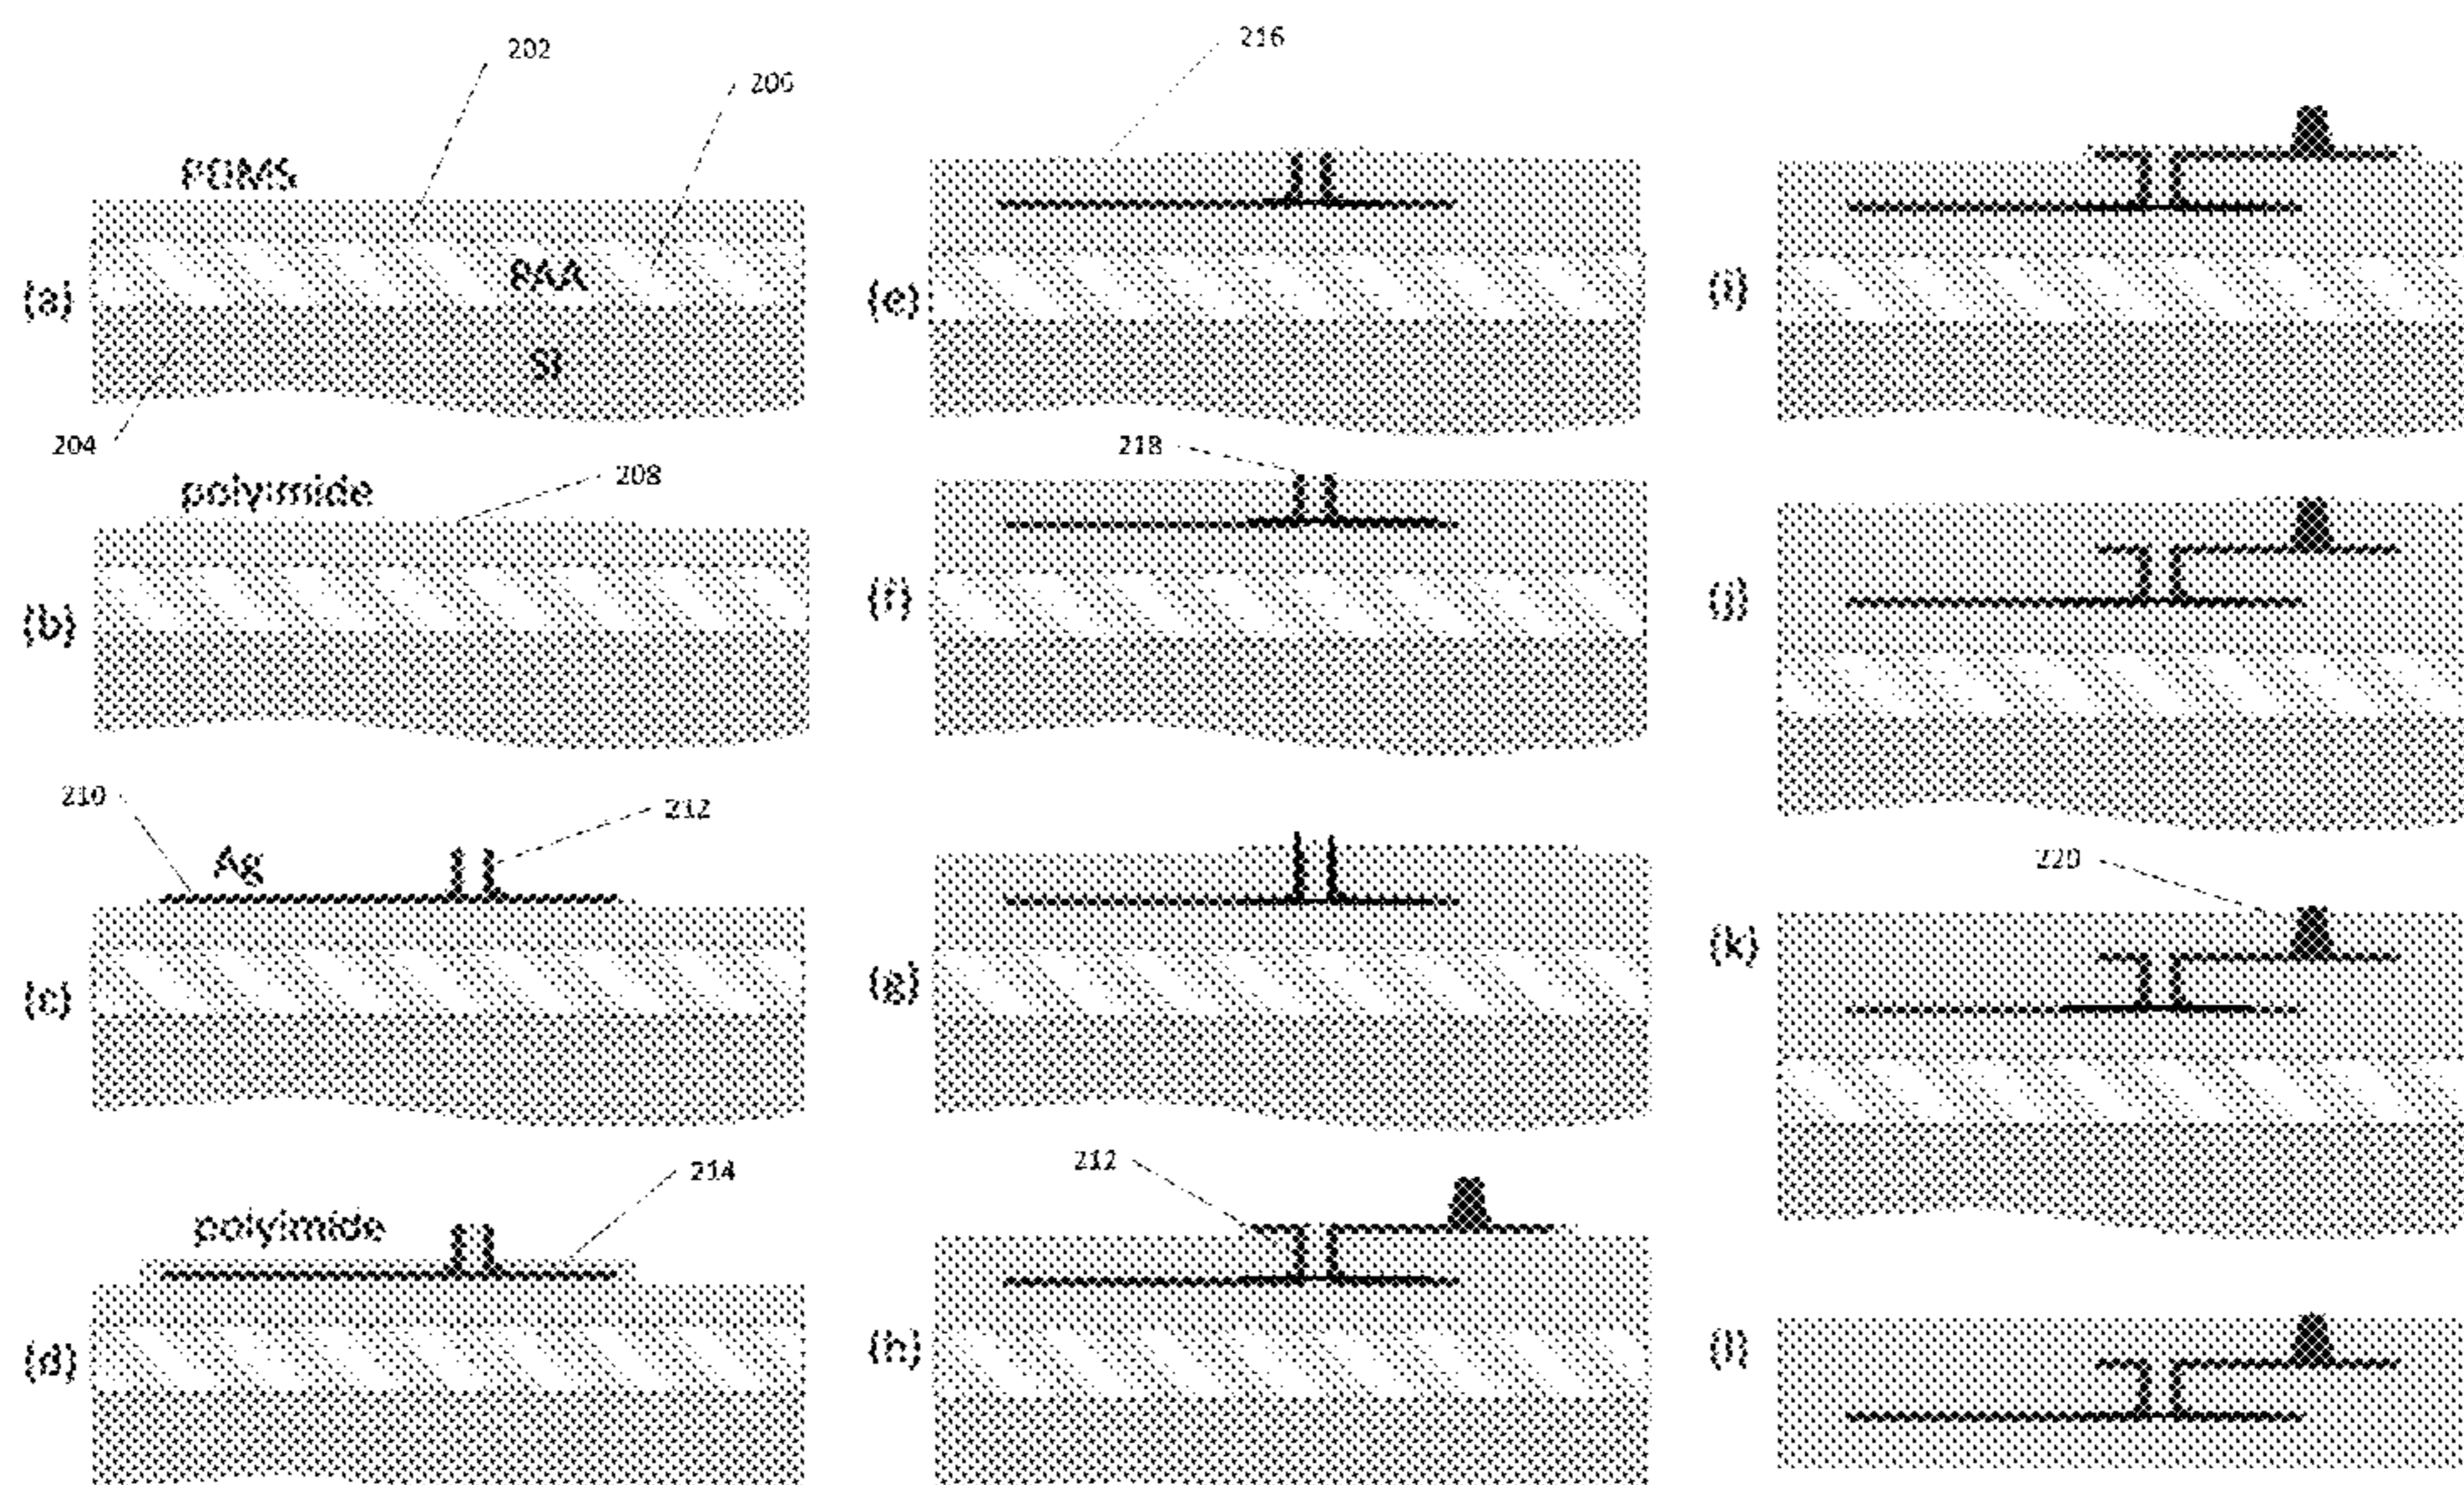 202
206
PDMS
PAA
(a)
Si
204
polyimide
208
(b)
210
212
Ag
(c)
214
polyimide
(d)
216
(e)
218
(f)
(g)
212
(h)
(i)
(j)
220
(k)
(l)